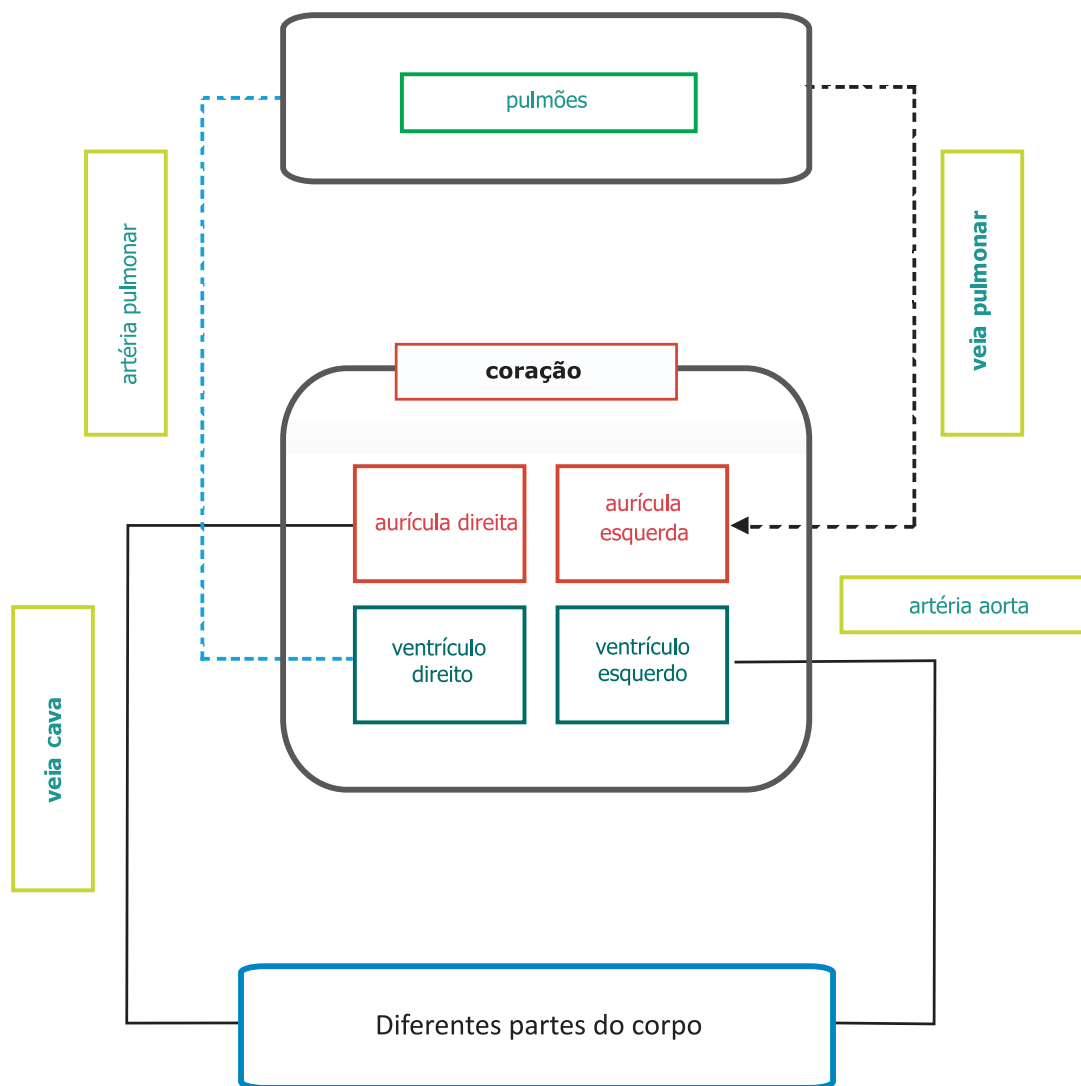 pulmões
artéria pulmonar
veia pulmonar
coração
aurícula direita
aurícula
esquerda
artéria aorta
ventrículo
direito
ventrículo
esquerdo
veia cava
Diferentes partes do corpo